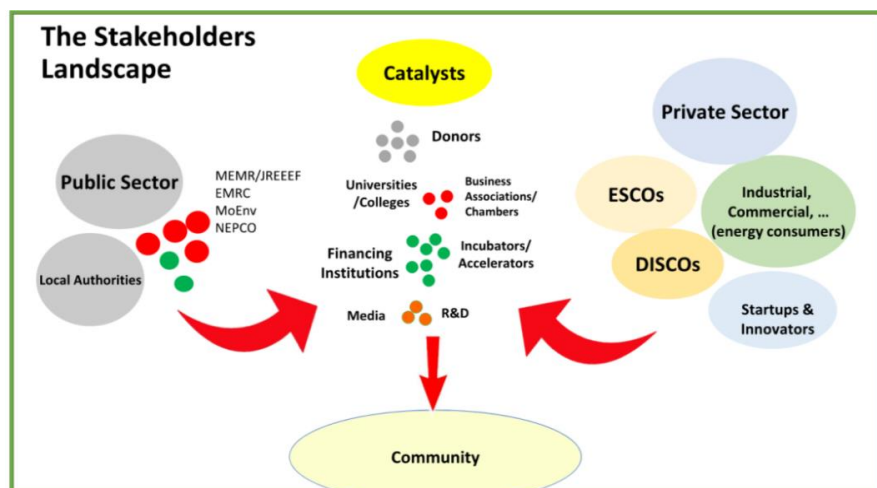 The Stakeholders
Landscape
Catalysts
Donors
Universities
/Colleges
Business
Associations/
Chambers
Financing
Institutions
Incubators/
Accelerators
Media
R&D
Public Sector
MEMR/JREEEF
EMRC
MoEnv
NEPCO
Local Authorities
Private Sector
ESCOs
Industrial,
Commercial, ...
(energy consumers)
DISCOs
Startups &
Innovators
Community